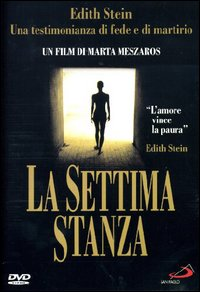 Edith Stein
Una testimonianza di fede e di martirio
UN FILM DI MARTA MESZAROS
“L’amore
vince
la paura”
Edith Stein
LA SETTIMA
STANZA
DVD
VIDEO
SAN PAOLO